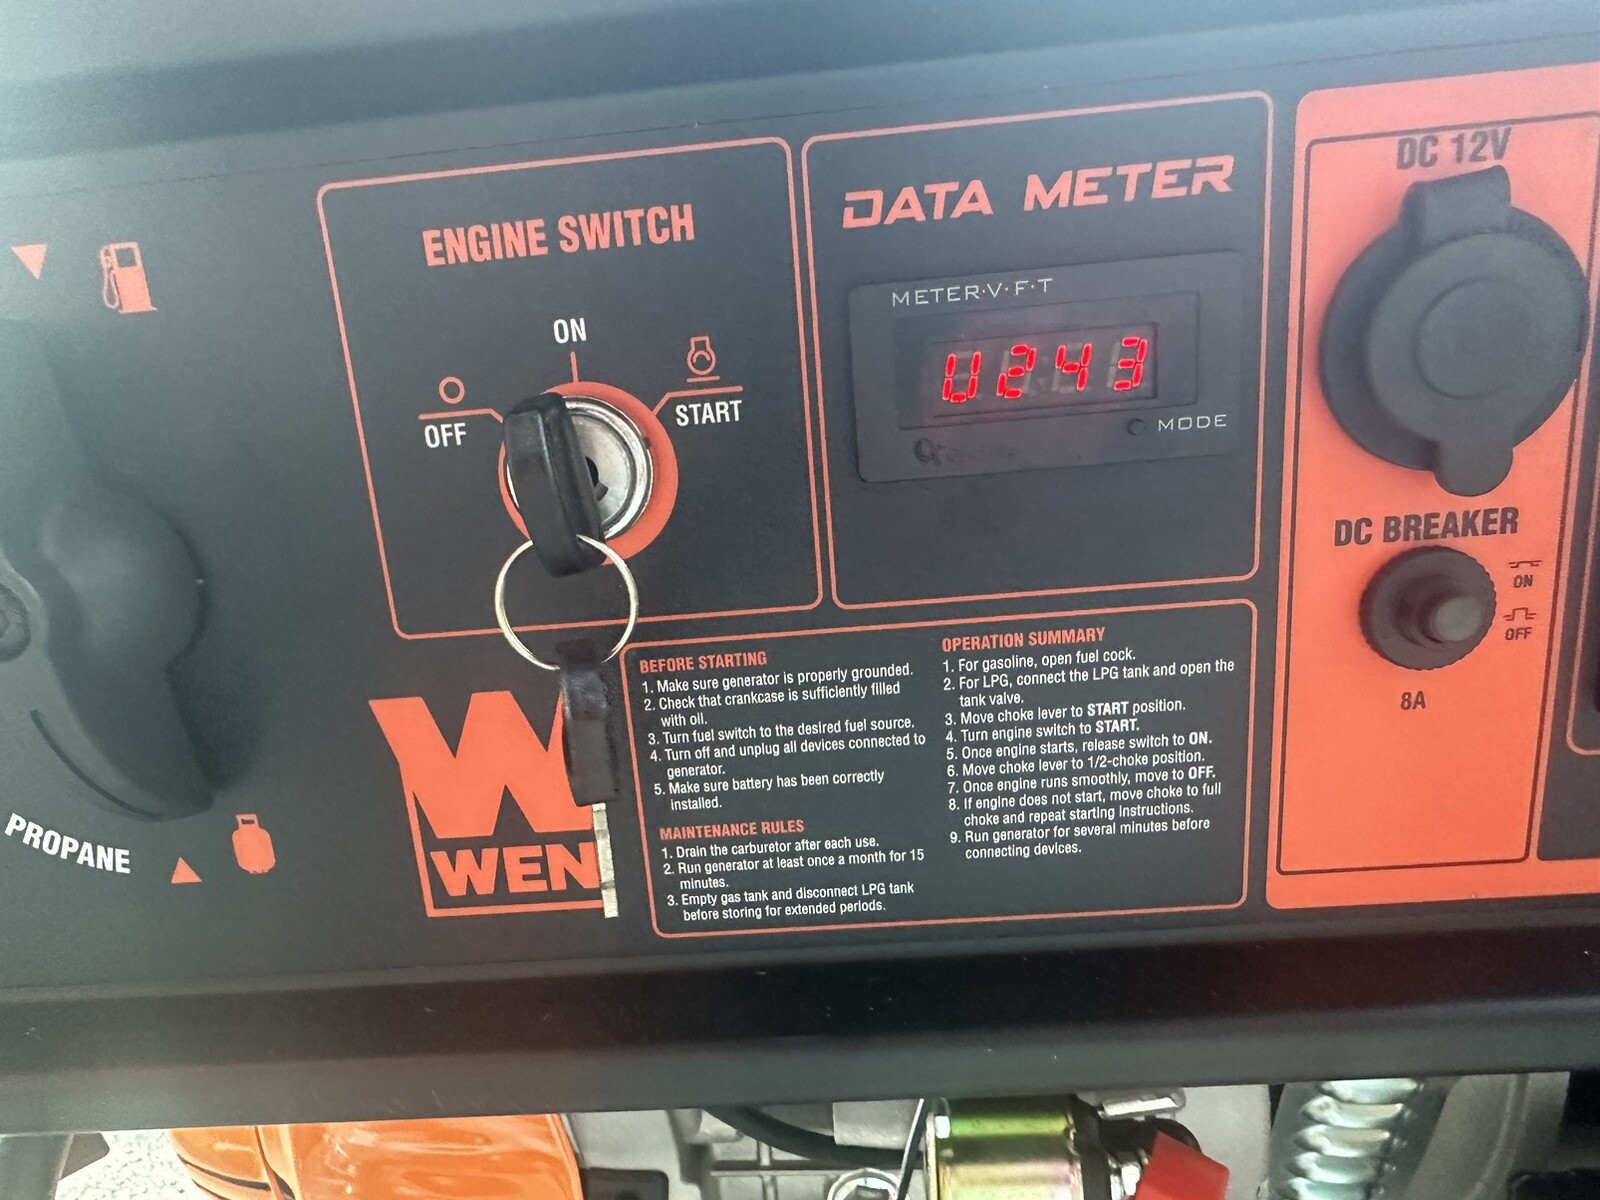 ENGINE SWITCH
ON
OFF
START
DATA METER
METER·V·F·T
U243
MODE
DC 12V
DC BREAKER
ON
OFF
8A
PROPANE
WEN
BEFORE STARTING
1. Make sure generator is properly grounded.
2. Check that crankcase is sufficiently filled
with oil.
3. Turn fuel switch to the desired fuel source.
4. Turn off and unplug all devices connected to
generator.
5. Make sure battery has been correctly
installed.
MAINTENANCE RULES
1. Drain the carburetor after each use.
2. Run generator at least once a month for 15
minutes.
3. Empty gas tank and disconnect LPG tank
before storing for extended periods.
OPERATION SUMMARY
1. For gasoline, open fuel cock.
2. For LPG, connect the LPG tank and open the
tank valve.
3. Move choke lever to START position.
4. Turn engine switch to START.
5. Once engine starts, release switch to ON.
6. Move choke lever to 1/2-choke position.
7. Once engine runs smoothly, move to OFF.
8. If engine does not start, move choke to full
choke and repeat starting instructions.
9. Run generator for several minutes before
connecting devices.